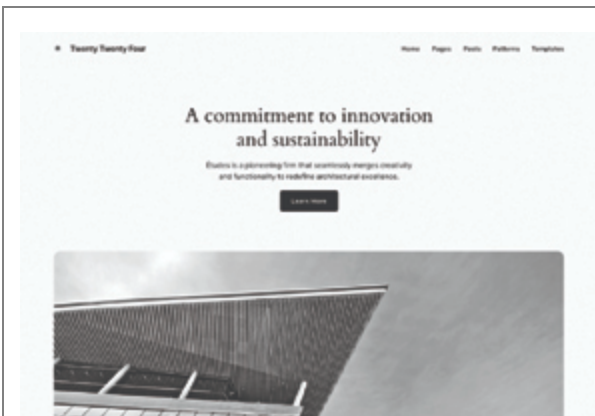 Twenty Twenty Four
Home Pages Posts Patterns Templates
A commitment to innovation
and sustainability
Études is a pioneering firm that seamlessly merges creativity
and functionality to redefine architectural excellence.
Learn more